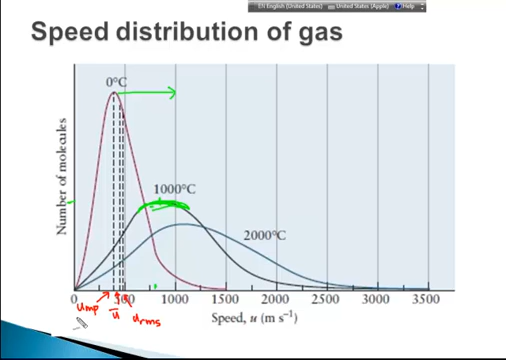 EN English (United States) United States (Apple) Help
Speed distribution of gas
0°C
1000°C
2000°C
Number of molecules
0 500 1000 1500 2000 2500 3000 3500
ump ū urms
Speed, u (m s⁻¹)